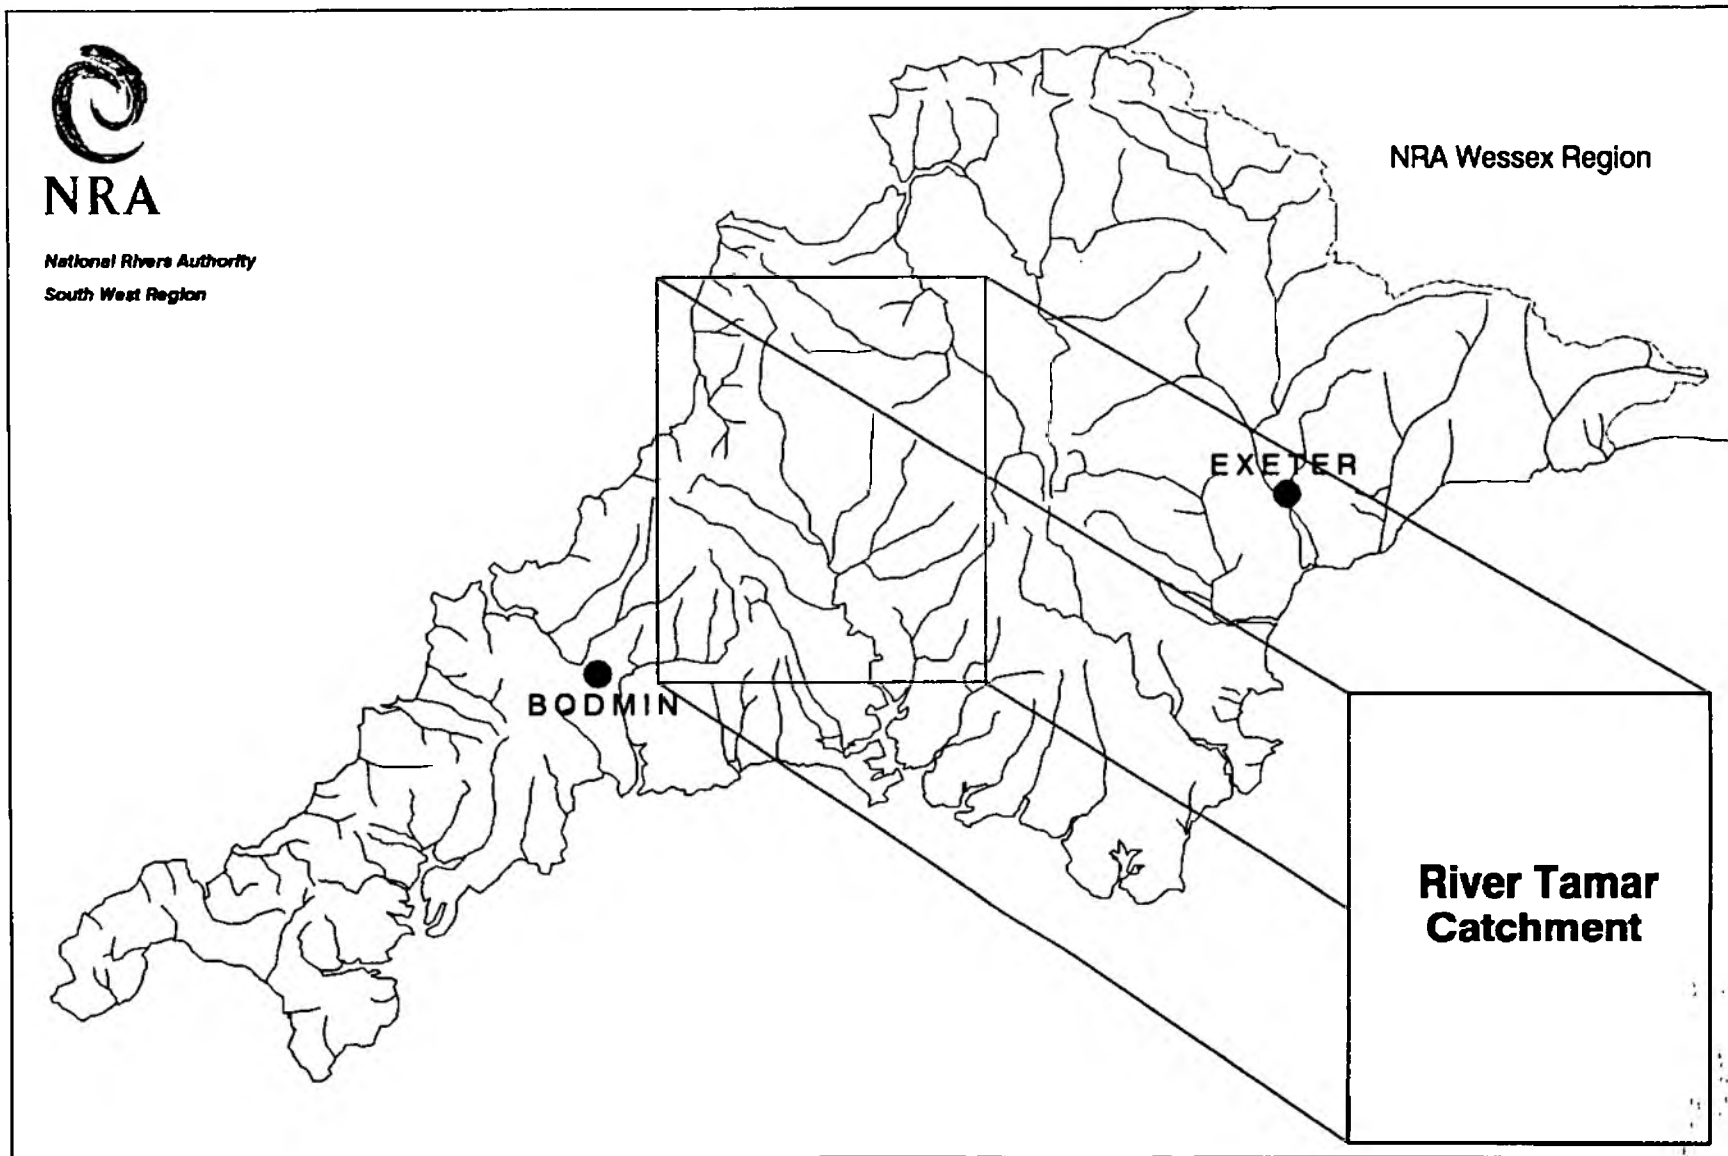 NRA
National Rivers Authority
South West Region
NRA Wessex Region
EXETER
BODMIN
River Tamar
Catchment